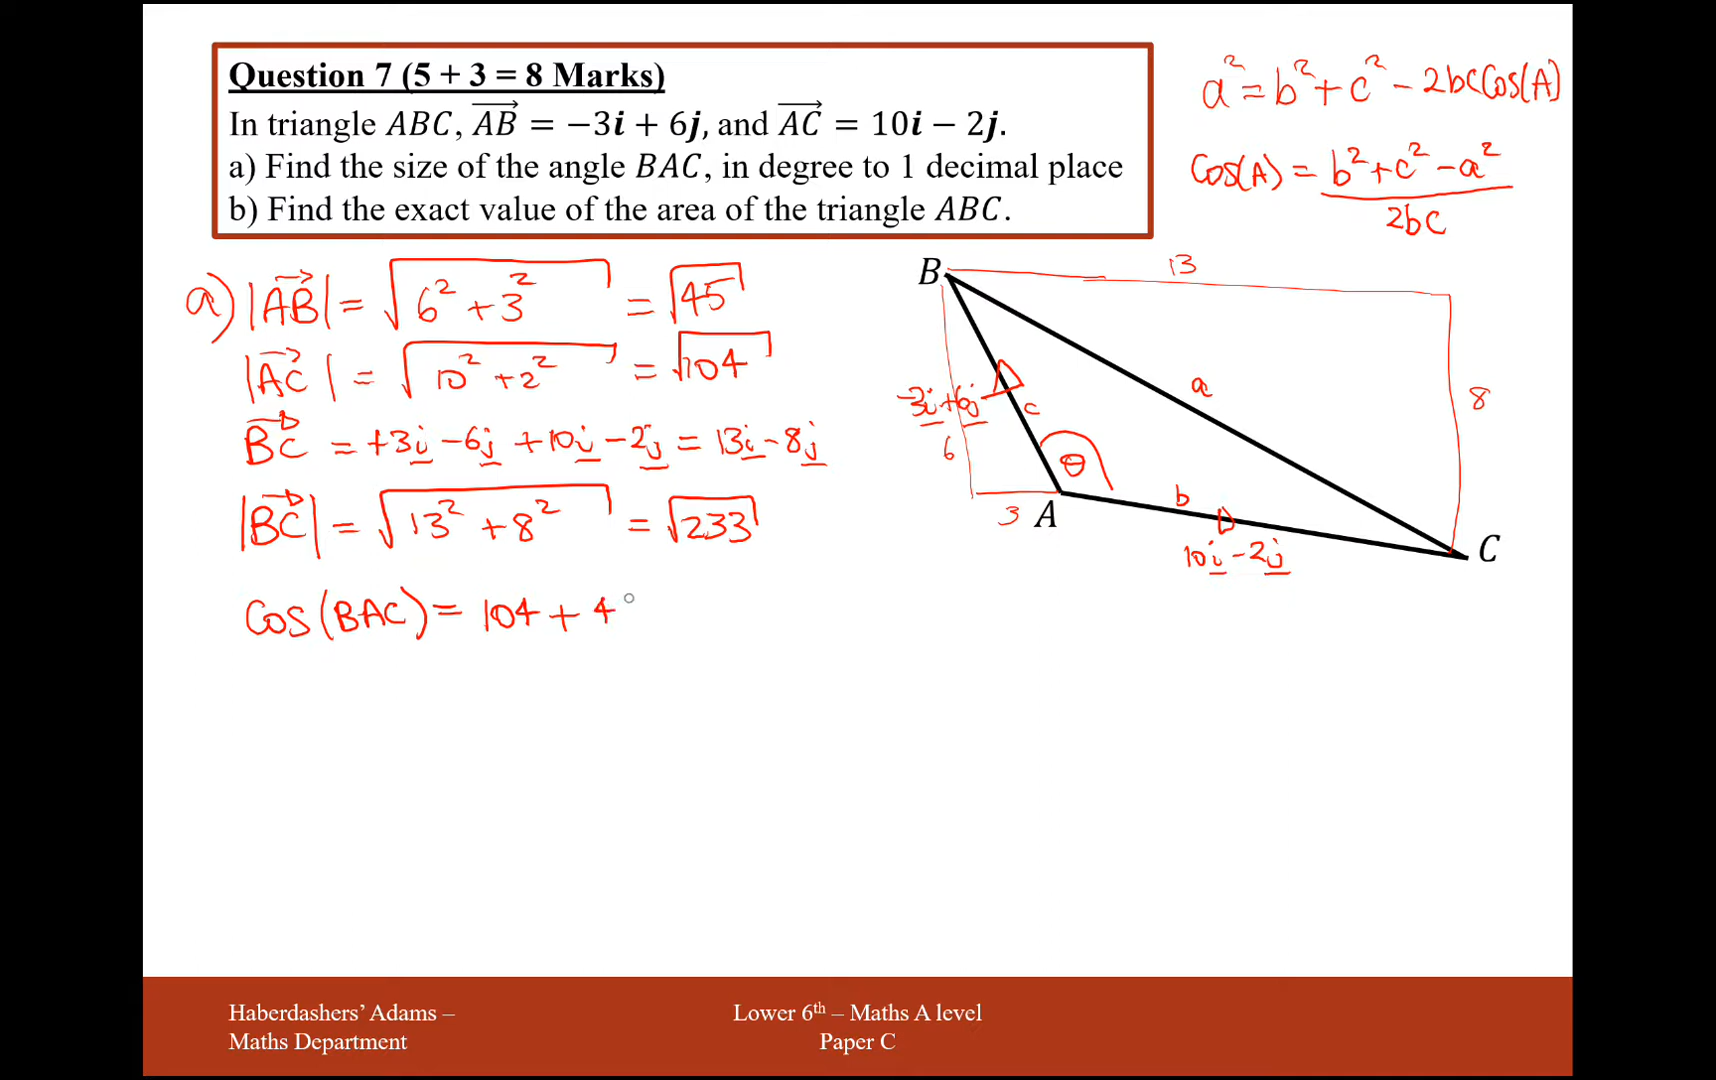 Question 7 (5 + 3 = 8 Marks)
In triangle ABC, AB⃗ = −3i + 6j, and AC⃗ = 10i − 2j.
a) Find the size of the angle BAC, in degree to 1 decimal place
b) Find the exact value of the area of the triangle ABC.
a² = b² + c² − 2bcCos(A)
Cos(A) = (b² + c² − a²)/2bc
a) |AB⃗| = √(6² + 3²) = √45
|AC⃗| = √(10² + 2²) = √104
BC⃗ = +3i − 6j + 10i − 2j = 13i − 8j
|BC⃗| = √(13² + 8²) = √233
Cos(BAC) = 104 + 4
B
13
a
8
−3i + 6j
c
6
θ
b
3
A
10i − 2j
C
Haberdashers’ Adams –
Maths Department
Lower 6th – Maths A level
Paper C